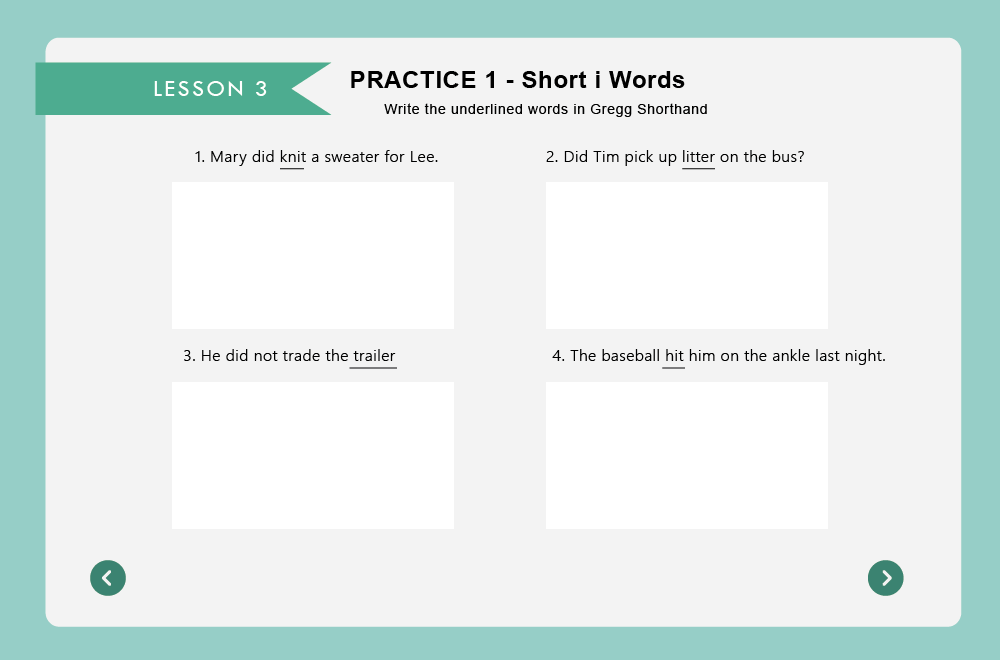 LESSON 3
PRACTICE 1 - Short i Words
Write the underlined words in Gregg Shorthand
1. Mary did knit a sweater for Lee.
2. Did Tim pick up litter on the bus?
3. He did not trade the trailer
4. The baseball hit him on the ankle last night.